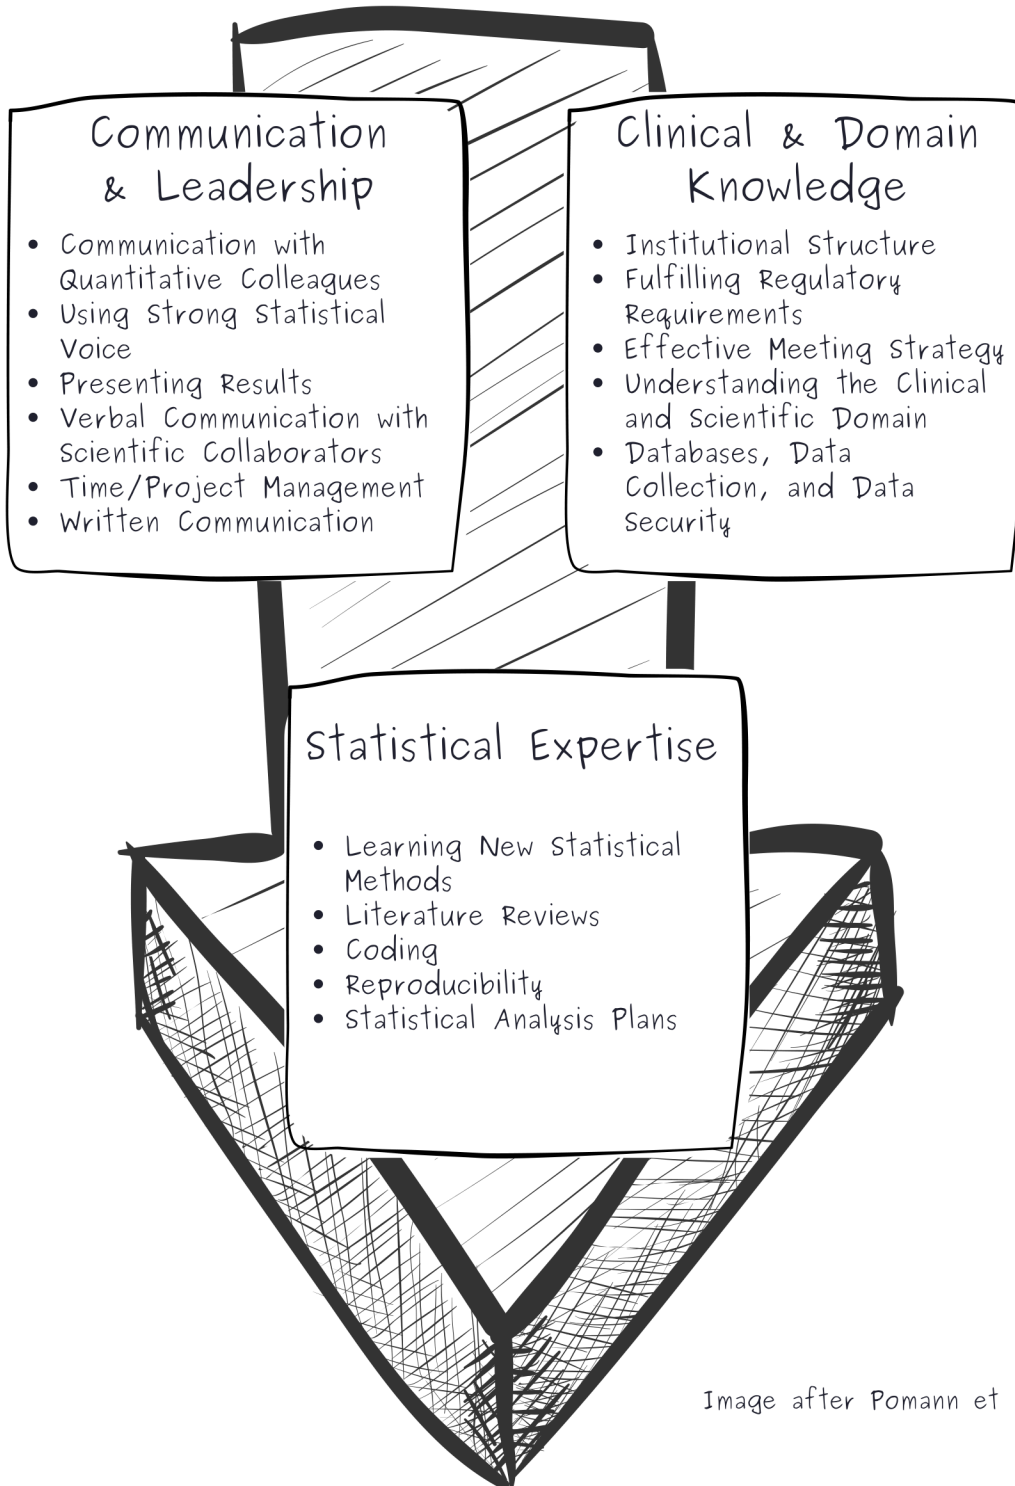 Communication
& Leadership
• Communication with
Quantitative Colleagues
• Using Strong Statistical
Voice
• Presenting Results
• Verbal Communication with
Scientific Collaborators
• Time/Project Management
• Written Communication
Clinical & Domain
Knowledge
• Institutional Structure
• Fulfilling Regulatory
Requirements
• Effective Meeting Strategy
• Understanding the Clinical
and Scientific Domain
• Databases, Data
Collection, and Data
Security
Statistical Expertise
• Learning New Statistical
Methods
• Literature Reviews
• Coding
• Reproducibility
• Statistical Analysis Plans
Image after Pomann et